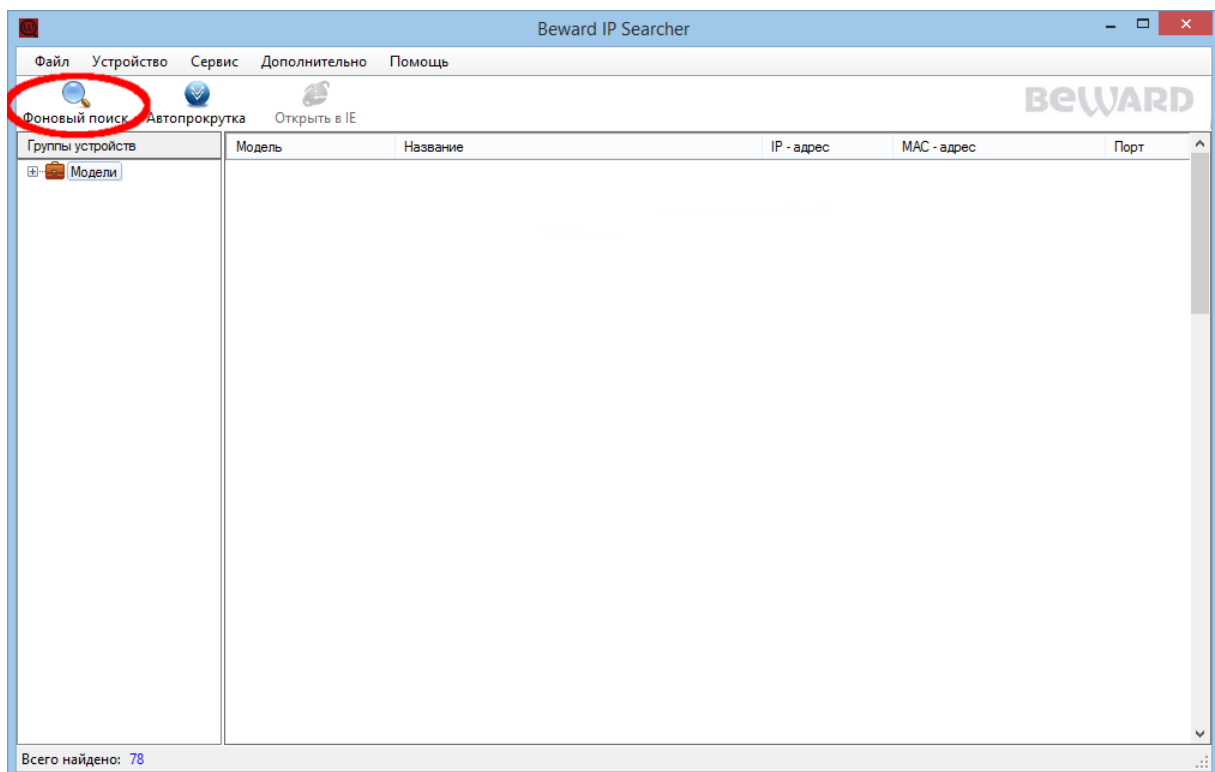 Beward IP Searcher
Файл Устройство Сервис Дополнительно Помощь
Фоновый поиск Автопрокрутка Открыть в IE
BEWARD
Группы устройств Модель Название IP - адрес MAC - адрес Порт
Модели
Всего найдено: 78